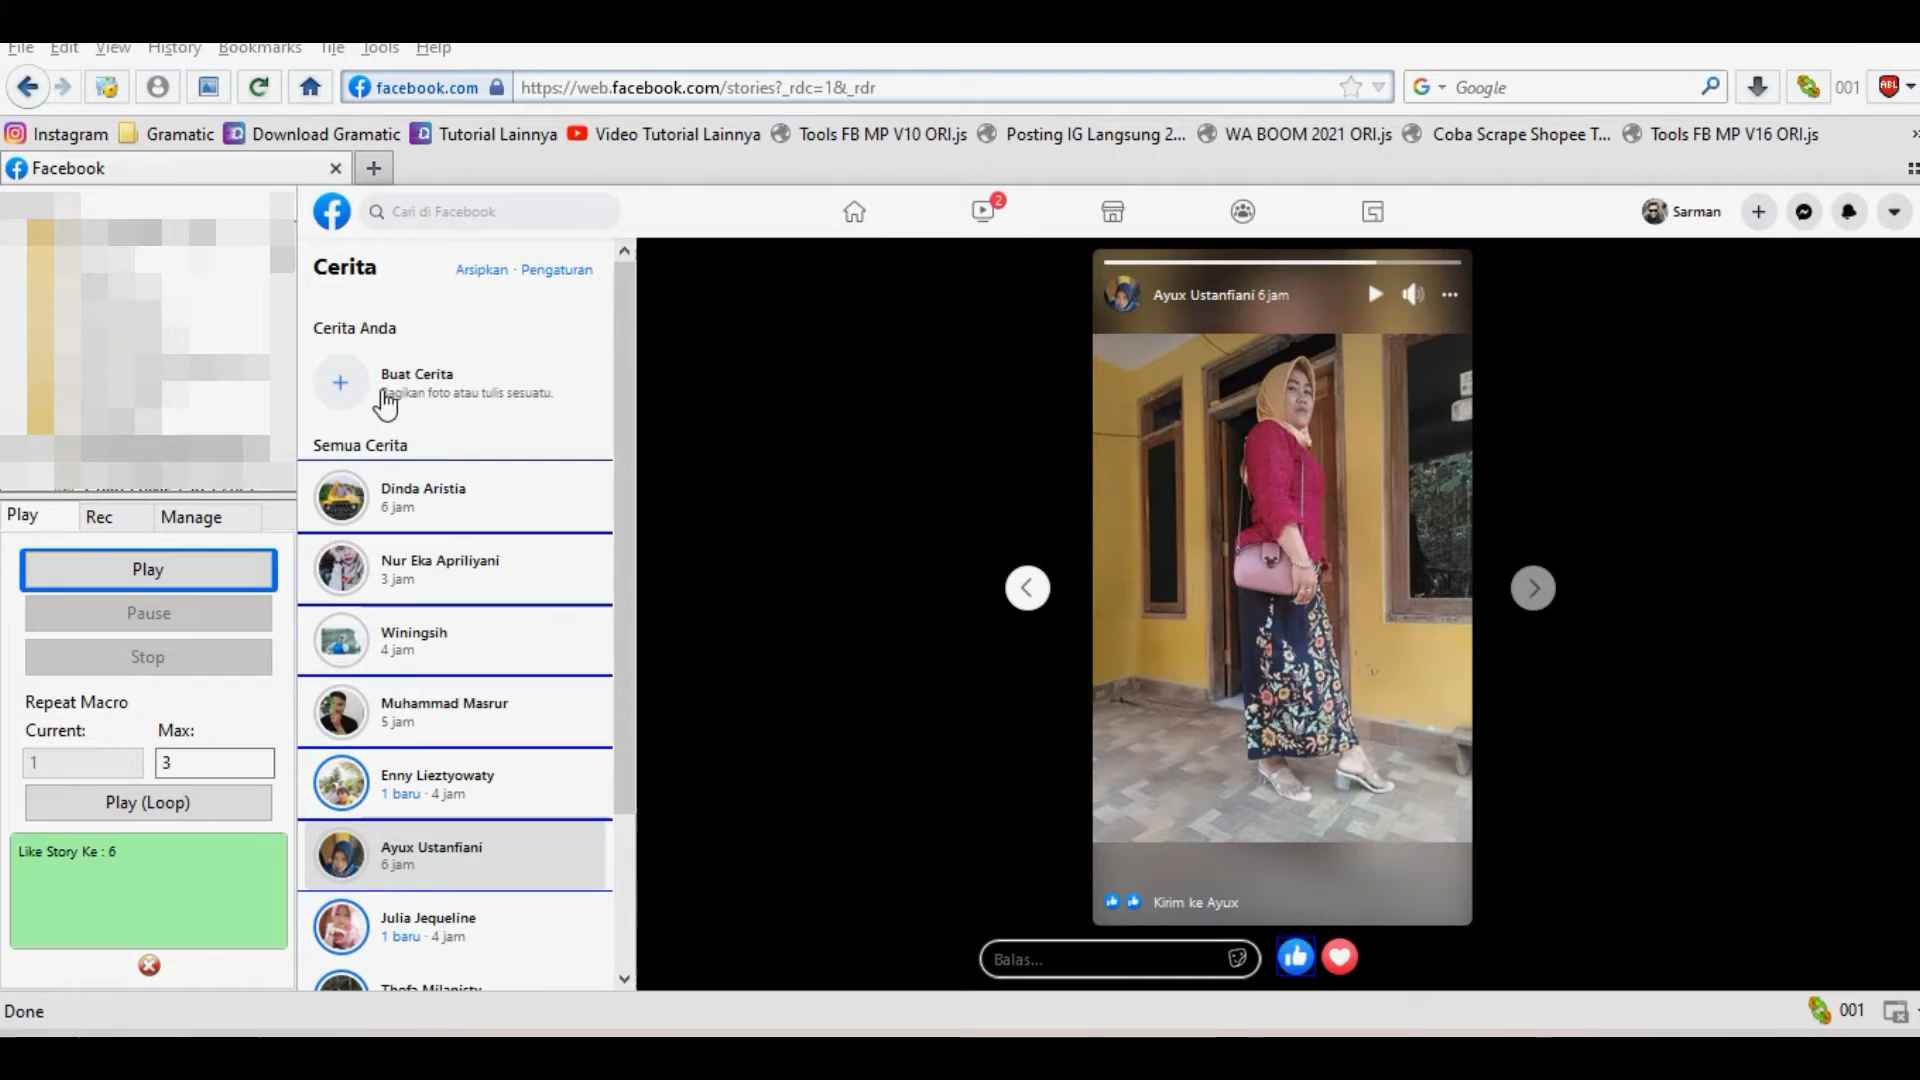 File Edit View History Bookmarks Tile Tools Help
facebook.com https://web.facebook.com/stories?_rdc=1&_rdr Google 001 ABL
Instagram Gramatic Download Gramatic Tutorial Lainnya Video Tutorial Lainnya Tools FB MP V10 ORI.js Posting IG Langsung 2... WA BOOM 2021 ORI.js Coba Scrape Shopee T... Tools FB MP V16 ORI.js
Facebook
Cari di Facebook
2
Sarman
Cerita
Arsipkan · Pengaturan
Cerita Anda
Buat Cerita
Bagikan foto atau tulis sesuatu.
Semua Cerita
Dinda Aristia
6 jam
Nur Eka Apriliyani
3 jam
Winingsih
4 jam
Muhammad Masrur
5 jam
Enny Lieztyowaty
1 baru · 4 jam
Ayux Ustanfiani
6 jam
Julia Jequeline
1 baru · 4 jam
Play Rec Manage
Play
Pause
Stop
Repeat Macro
Current: Max:
1 3
Play (Loop)
Like Story Ke : 6
Ayux Ustanfiani 6 jam
Kirim ke Ayux
Balas...
Done
001